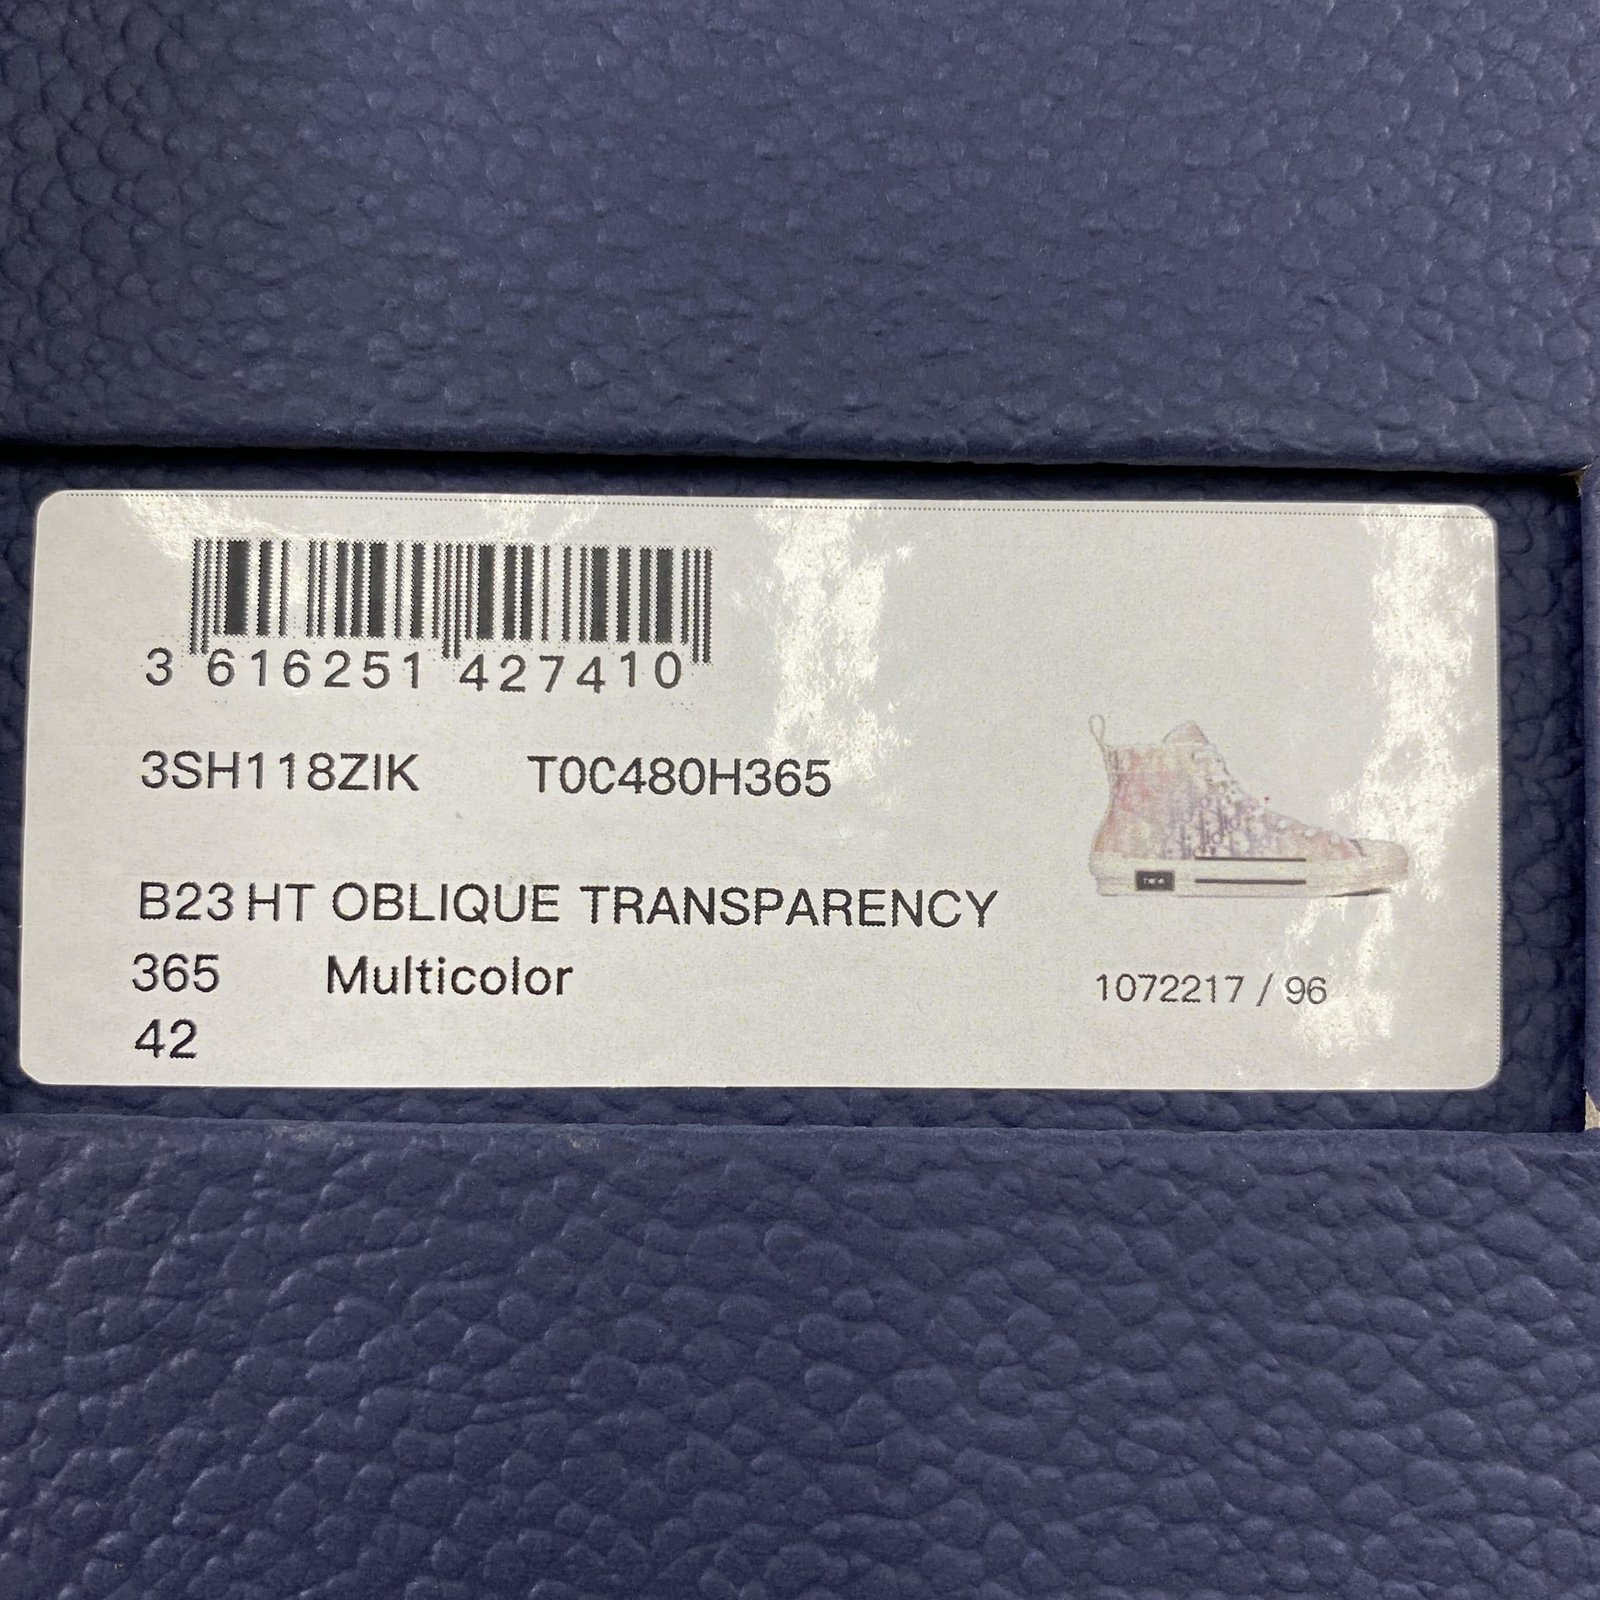 3 616251 427410
3SH118ZIK T0C480H365
B23 HT OBLIQUE TRANSPARENCY
365 Multicolor
42
1072217 / 96